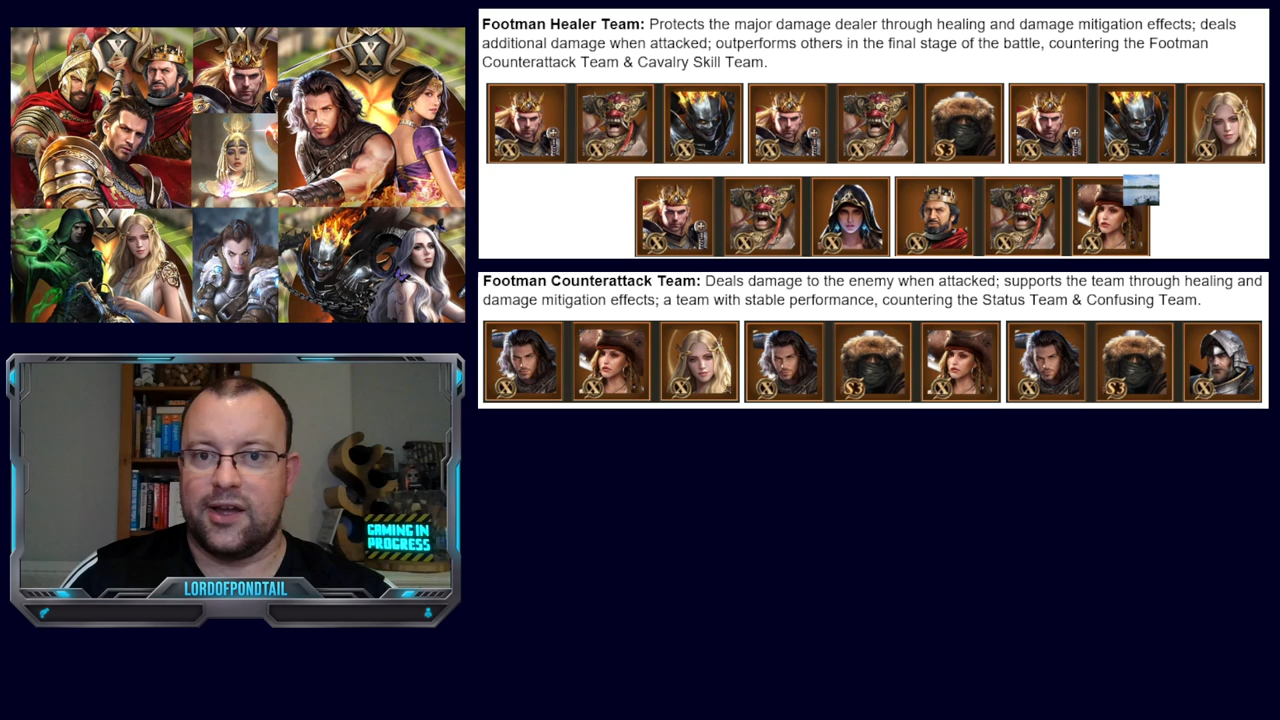 Footman Healer Team: Protects the major damage dealer through healing and damage mitigation effects; deals
additional damage when attacked; outperforms others in the final stage of the battle, countering the Footman
Counterattack Team & Cavalry Skill Team.
X X X X X S3 X X X
X X X X X X
Footman Counterattack Team: Deals damage to the enemy when attacked; supports the team through healing and
damage mitigation effects; a team with stable performance, countering the Status Team & Confusing Team.
X X X X S3 X X S3 X
X X X
X X
GAMING IN
PROGRESS
LORDOFPONDTAIL